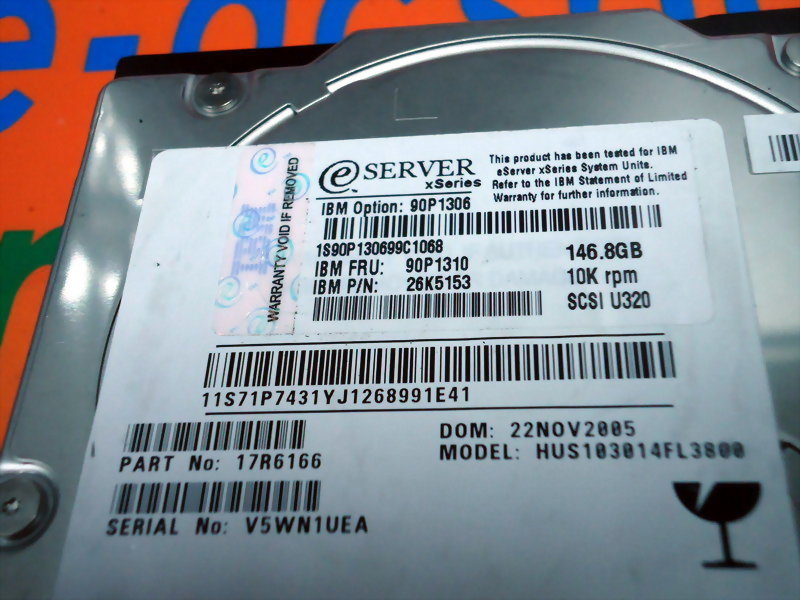 WARRANTY VOID IF REMOVED
IBM
e SERVER
xSeries
This product has been tested for IBM
eServer xSeries System Units.
Refer to the IBM Statement of Limited
Warranty for further information.
IBM Option: 90P1306
1S90P130699C1068
IBM FRU: 90P1310
IBM P/N: 26K5153
146.8GB
10K rpm
SCSI U320
11S71P7431YJ1268991E41
PART No: 17R6166
SERIAL No: V5WN1UEA
DOM: 22NOV2005
MODEL: HUS103014FL3800